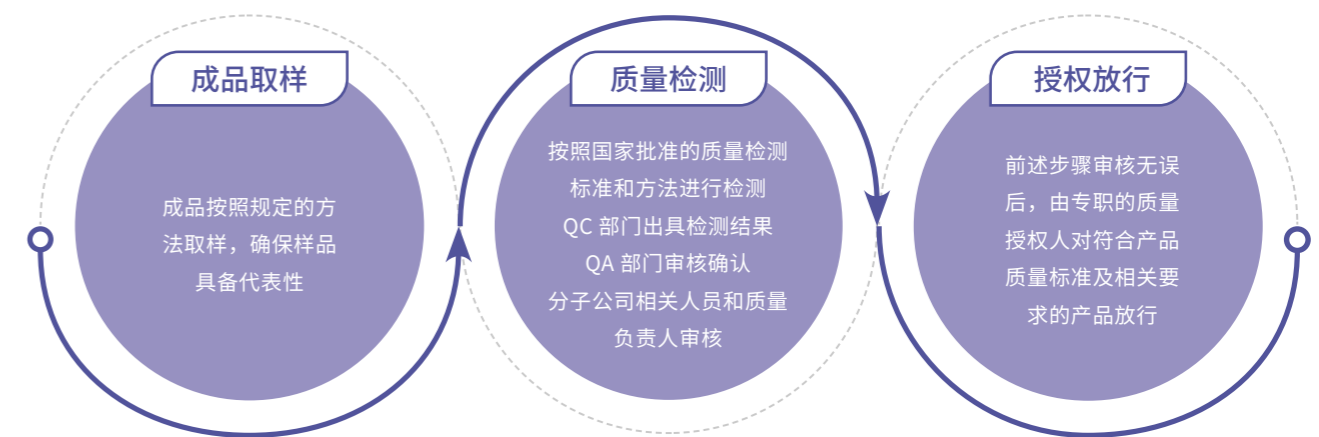 成品取样
成品按照规定的方
法取样，确保样品
具备代表性
质量检测
按照国家批准的质量检测
标准和方法进行检测
QC 部门出具检测结果
QA 部门审核确认
分子公司相关人员和质量
负责人审核
授权放行
前述步骤审核无误
后，由专职的质量
授权人对符合产品
质量标准及相关要
求的产品放行